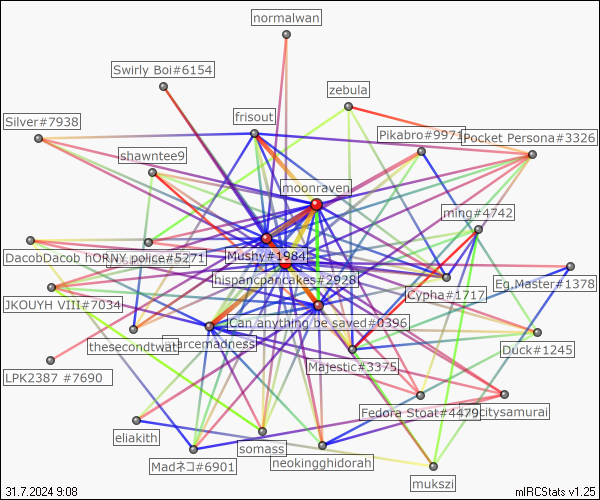 normalwan
Swirly Boi#6154
zebula
Silver#7938
frisout
Pikabro#9971
Pocket Persona#3326
shawntee9
moonraven
ming#4742
DacobDacob hORNY police#5271
Mushy#1984
hispancpancakes#2928
Eg.Master#1378
Cypha#1717
JKOUYH VIII#7034
Can anything be saved#0396
thesecondtwat
arcemadness
Duck#1245
Majestic#3375
LPK2387 #7690
Fedora Stoat#4479
citysamurai
eliakith
somass
Madネコ#6901
neokingghidorah
mukszi
31.7.2024 9:08
mIRCStats v1.25